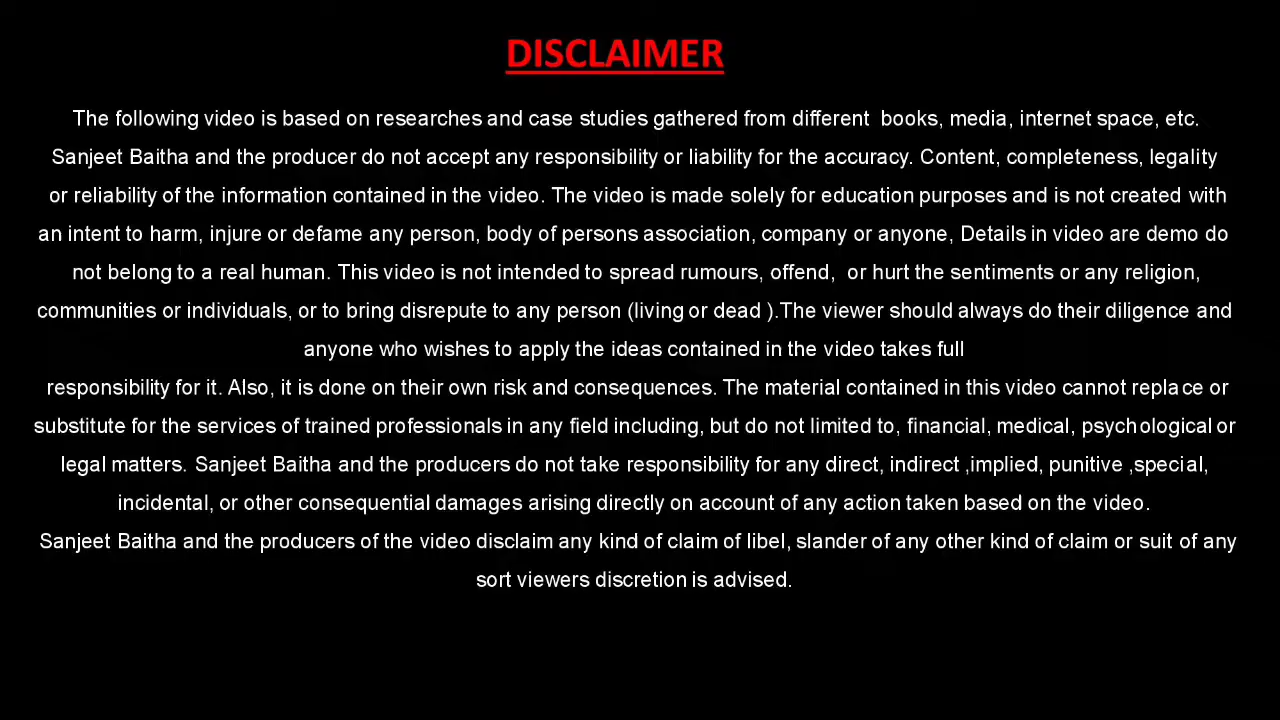 DISCLAIMER
The following video is based on researches and case studies gathered from different books, media, internet space, etc.
Sanjeet Baitha and the producer do not accept any responsibility or liability for the accuracy. Content, completeness, legality
or reliability of the information contained in the video. The video is made solely for education purposes and is not created with
an intent to harm, injure or defame any person, body of persons association, company or anyone, Details in video are demo do
not belong to a real human. This video is not intended to spread rumours, offend, or hurt the sentiments or any religion,
communities or individuals, or to bring disrepute to any person (living or dead ).The viewer should always do their diligence and
anyone who wishes to apply the ideas contained in the video takes full
responsibility for it. Also, it is done on their own risk and consequences. The material contained in this video cannot replace or
substitute for the services of trained professionals in any field including, but do not limited to, financial, medical, psychological or
legal matters. Sanjeet Baitha and the producers do not take responsibility for any direct, indirect ,implied, punitive ,special,
incidental, or other consequential damages arising directly on account of any action taken based on the video.
Sanjeet Baitha and the producers of the video disclaim any kind of claim of libel, slander of any other kind of claim or suit of any
sort viewers discretion is advised.